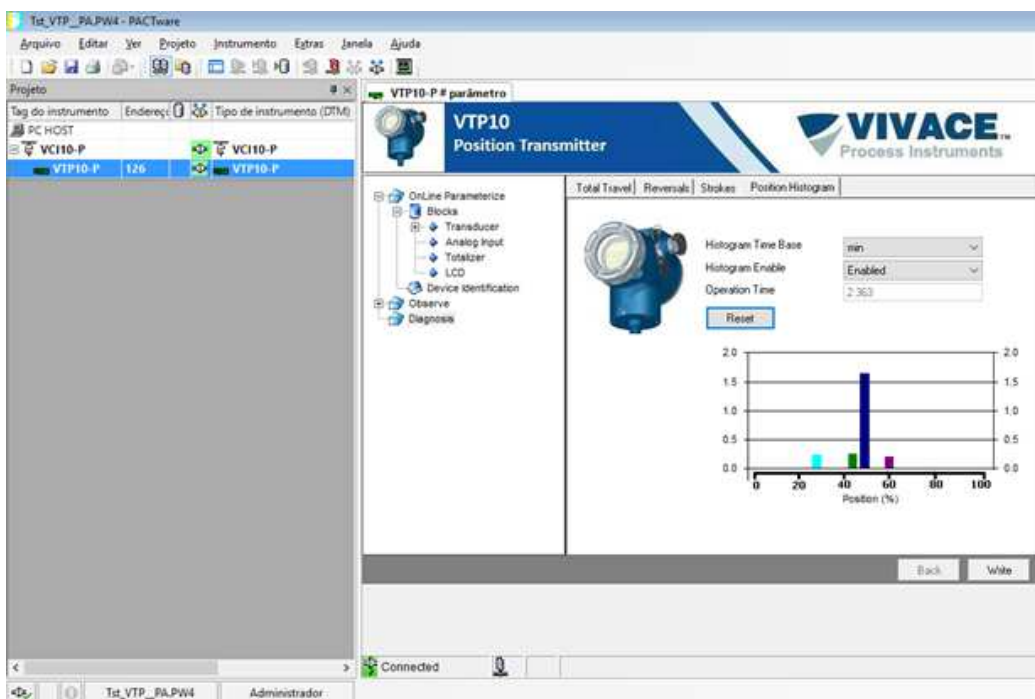 Tst_VTP__PA.PW4 - PACTware
Arquivo Editar Ver Projeto Instrumento Extras Janela Ajuda
Projeto
Tag do instrumento Endereço Tipo de instrumento (DTM)
PC HOST
VCI10-P VCI10-P
VTP10-P 126 VTP10-P
VTP10-P # parâmetro
VTP10
Position Transmitter
VIVACE™
Process Instruments
OnLine Parameterize
Blocks
Transducer
Analog Input
Totalizer
LCD
Device Identification
Observe
Diagnosis
Total Travel Reversals Strokes Position Histogram
Histogram Time Base min
Histogram Enable Enabled
Operation Time 2.363
Reset
2.0 2.0
1.5 1.5
1.0 1.0
0.5 0.5
0.0 0.0
0 20 40 60 80 100
Position (%)
Back Write
Connected
Tst_VTP__PA.PW4 Administrador